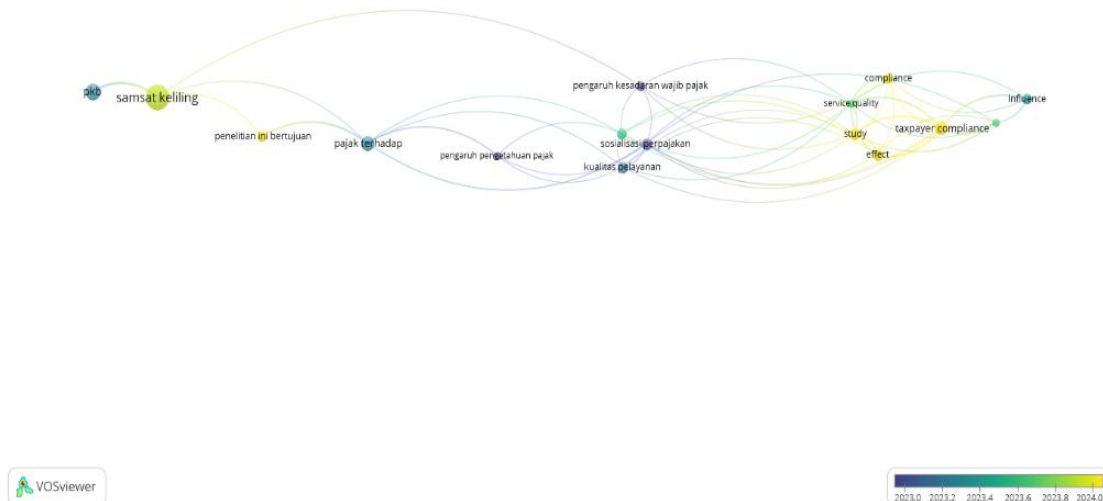 pengaruh kesadaran wajib pajak
compliance
pkb
samsat keliling
service quality
influence
penelitian ini bertujuan
pajak terhadap
sosialisasi perpajakan
study
taxpayer compliance
pengaruh pengetahuan pajak
kualitas pelayanan
effect
VOSviewer
2023.0 2023.2 2023.4 2023.6 2023.8 2024.0